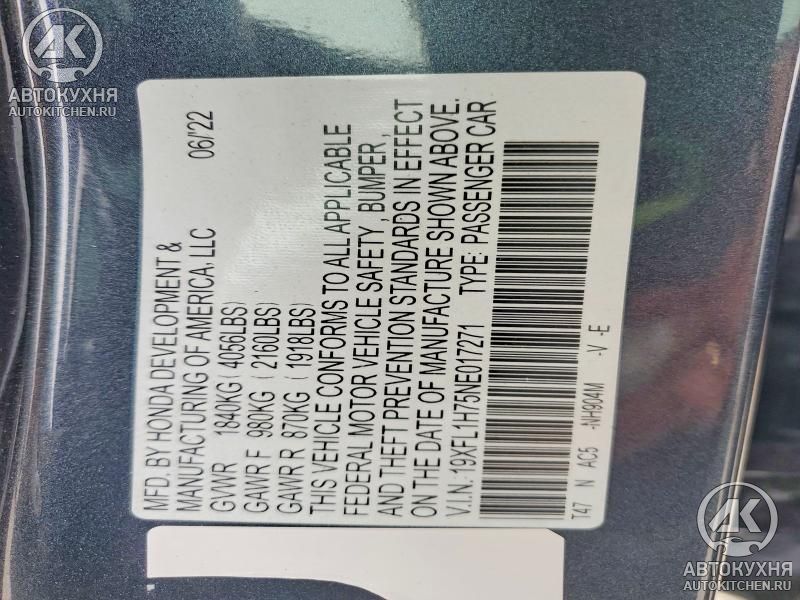 АВТОКУХНЯ
AUTOKITCHEN.RU
MFD. BY HONDA DEVELOPMENT &
MANUFACTURING OF AMERICA, LLC 06/'22
GVWR 1840KG ( 4056LBS)
GAWR F 980KG ( 2160LBS)
GAWR R 870KG ( 1918LBS)
THIS VEHICLE CONFORMS TO ALL APPLICABLE
FEDERAL MOTOR VEHICLE SAFETY , BUMPER ,
AND THEFT PREVENTION STANDARDS IN EFFECT
ON THE DATE OF MANUFACTURE SHOWN ABOVE.
V.I.N.: 19XFL1H75NE017271 TYPE: PASSENGER CAR
T47 N AC5 -NH904M -V -E
АВТОКУХНЯ
AUTOKITCHEN.RU